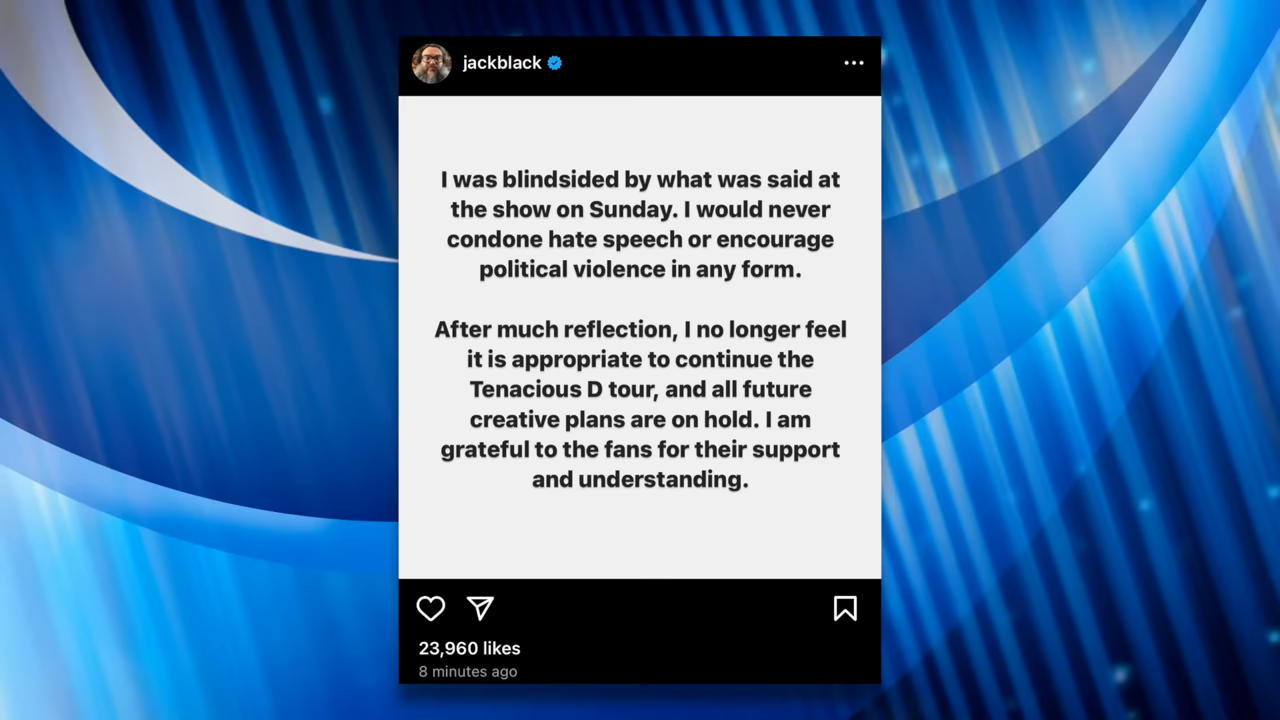 jackblack
I was blindsided by what was said at
the show on Sunday. I would never
condone hate speech or encourage
political violence in any form.
After much reflection, I no longer feel
it is appropriate to continue the
Tenacious D tour, and all future
creative plans are on hold. I am
grateful to the fans for their support
and understanding.
23,960 likes
8 minutes ago